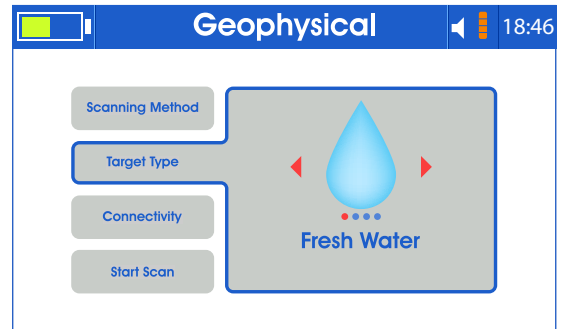 Geophysical
18:46
Scanning Method
Target Type
Connectivity
Start Scan
Fresh Water